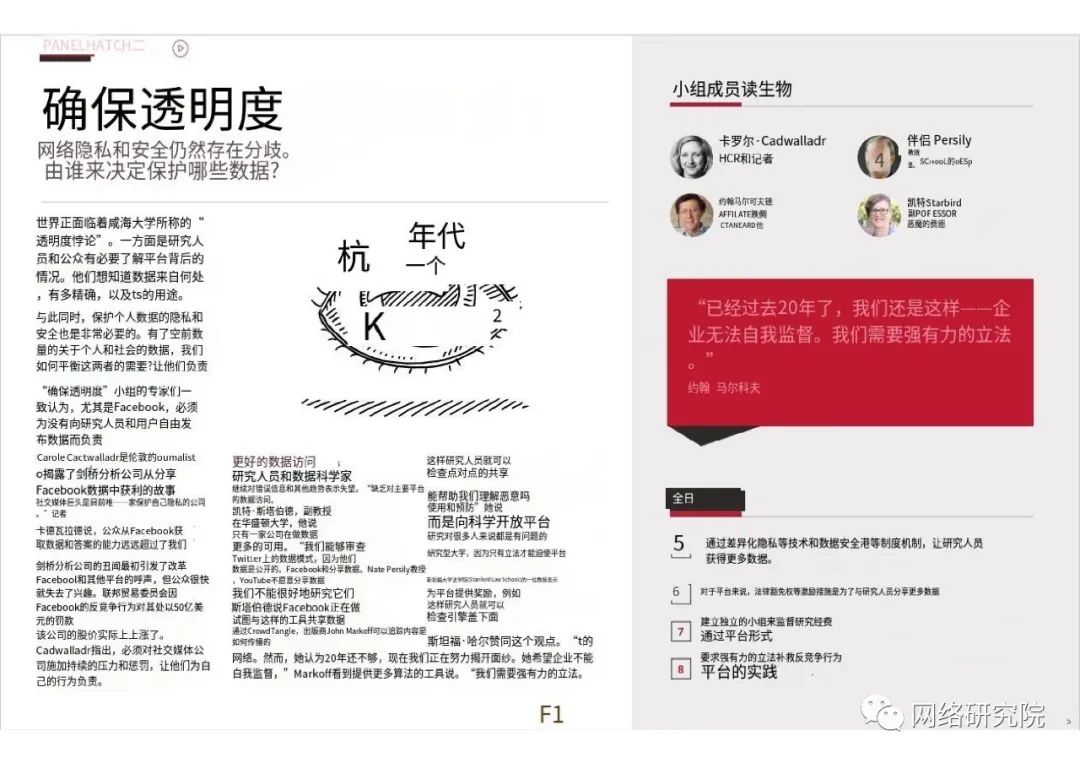 PANELHATCH二
确保透明度
网络隐私和安全仍然存在分歧。
由谁来决定保护哪些数据?
世界正面临着咸海大学所称的“
透明度悖论”。一方面是研究人
员和公众有必要了解平台背后的
情况。他们想知道数据来自何处
，有多精确，以及ts的用途。
与此同时，保护个人数据的隐私和
安全也是非常必要的。有了空前数
量的关于个人和社会的数据，我们
如何平衡这两者的需要?让他们负责
“确保透明度”小组的专家们一
致认为，尤其是Facebook，必须
为没有向研究人员和用户自由发
布数据而负责
Carole Cactwalladr是伦敦的ournalist
o揭露了剑桥分析公司从分享
Facebook数据中获利的故事
社交媒体巨头是目前唯一家保护自己隐私的公司
。”记者
卡德瓦拉德说，公众从Facebook获
取数据和答案的能力远远超过了我们
剑桥分析公司的丑闻最初引发了改革
Facebool和其他平台的呼声，但公众很快
就失去了兴趣。联邦贸易委员会因
Facebook的反竞争行为对其处以50亿美
元的罚款
该公司的股价实际上上涨了。
Cadwalladr指出，必须对社交媒体公
司施加持续的压力和惩罚，让他们为自
己的行为负责。
杭
年代
一个
K
2
更好的数据访问
研究人员和数据科学家
继续对错误信息和其他趋势表示失望。“缺乏对主要平台
的数据访问。
凯特·斯塔伯德，副教授
在华盛顿大学，他说
只有一家公司在做数据
更多的可用。“我们能够审查
Twitter上的数据模式，因为他们
数据是公开的、Facebook和分享数据。Nate Persily教授
，YouTube不愿意分享数据
我们不能很好地研究它们
斯塔伯德说Facebook正在做
试图与这样的工具共享数据
通过CrowdTangle，出版商John Markoff可以追踪内容是
如何传播的
这样研究人员就可以
检查点对点的共享
能帮助我们理解恶意吗
使用和预防”她说
而是向科学开放平台
研究对很多人来说都是有问题的
研究型大学，因为只有立法才能迫使平台
斯坦福大学法学院(Stanford Law School)的一位教授表示
为平台提供奖励，例如
这样研究人员就可以
检查引擎盖下面
斯坦福·哈尔赞同这个观点。“t的
网络。然而，她认为20年还不够，现在我们正在努力揭开面纱。她希望企业不能
自我监督，”Markoff看到提供更多算法的工具说。“我们需要强有力的立法。
F1
小组成员读生物
卡罗尔·Cadwalladr
HCR和记者
伴侣 Persily
教授
4
约翰马尔可夫链
AFFILATE跌倒
CTANEARD他
凯特Starbird
副POF ESSOR
恶魔的费恩
“已经过去20年了，我们还是这样——企
业无法自我监督。我们需要强有力的立法
。”
约翰 马尔科夫
全日
5 通过差异化隐私等技术和数据安全港等制度机制，让研究人员
获得更多数据。
6 对于平台来说，法律豁免权等激励措施是为了与研究人员分享更多数据
7 建立独立的小组来监督研究经费
通过平台形式
8 要求强有力的立法补救反竞争行为
平台的实践
网络研究院